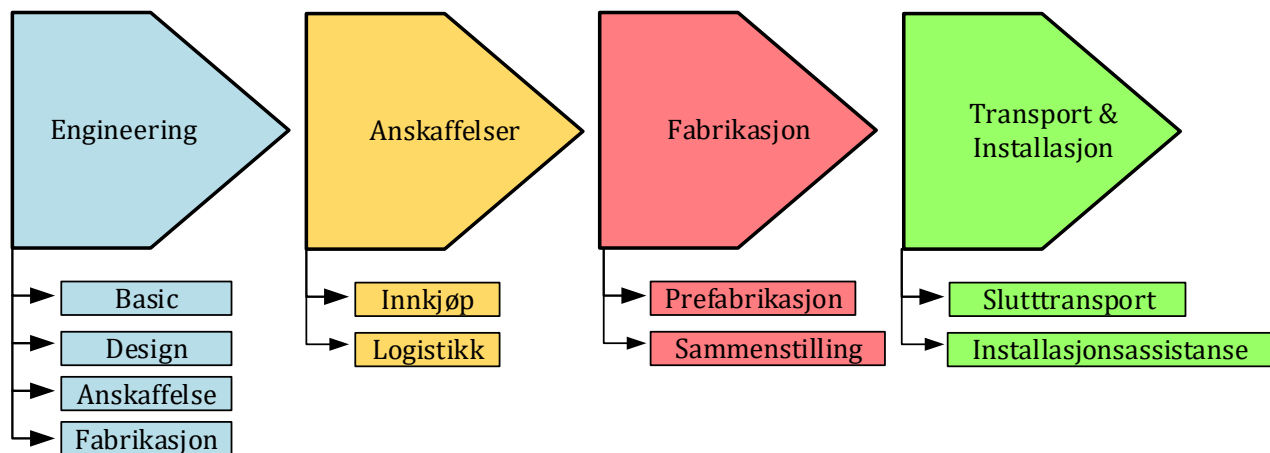 Engineering
Anskaffelser
Fabrikasjon
Transport &
Installasjon
Basic
Design
Anskaffelse
Fabrikasjon
Innkjøp
Logistikk
Prefabrikasjon
Sammenstilling
Slutttransport
Installasjonsassistanse